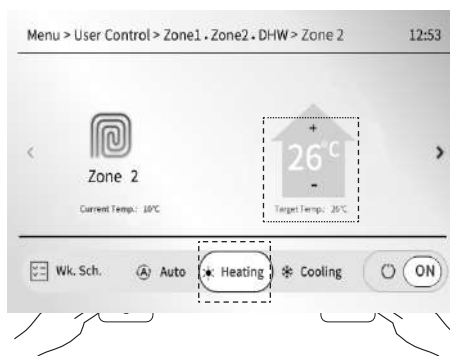 Menu > User Control > Zone1 . Zone2 . DHW > Zone 2 12:53
+
26°C
-
Zone 2
Current Temp.: 10°C
Target Temp.: 26°C
Wk. Sch. Auto Heating Cooling ON